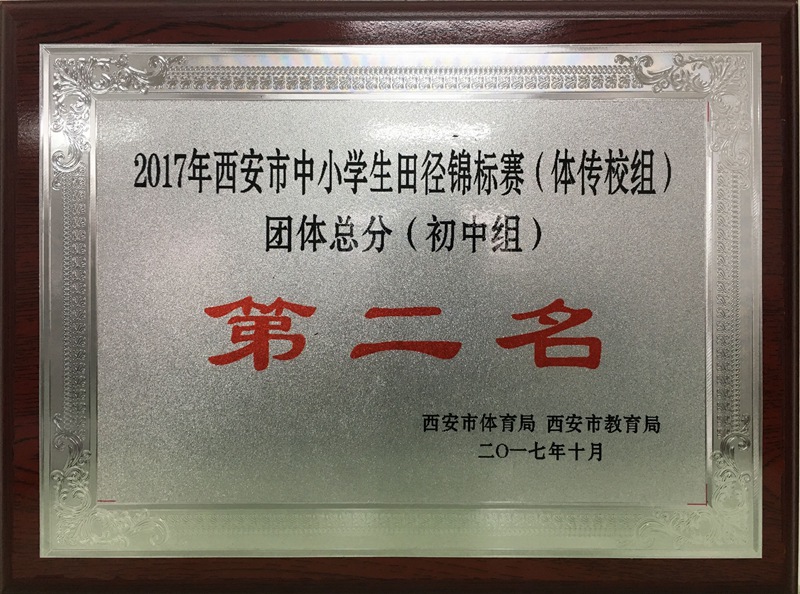 2017年西安市中小学生田径锦标赛（体传校组）
团体总分（初中组）
第二名
西安市体育局 西安市教育局
二〇一七年十月